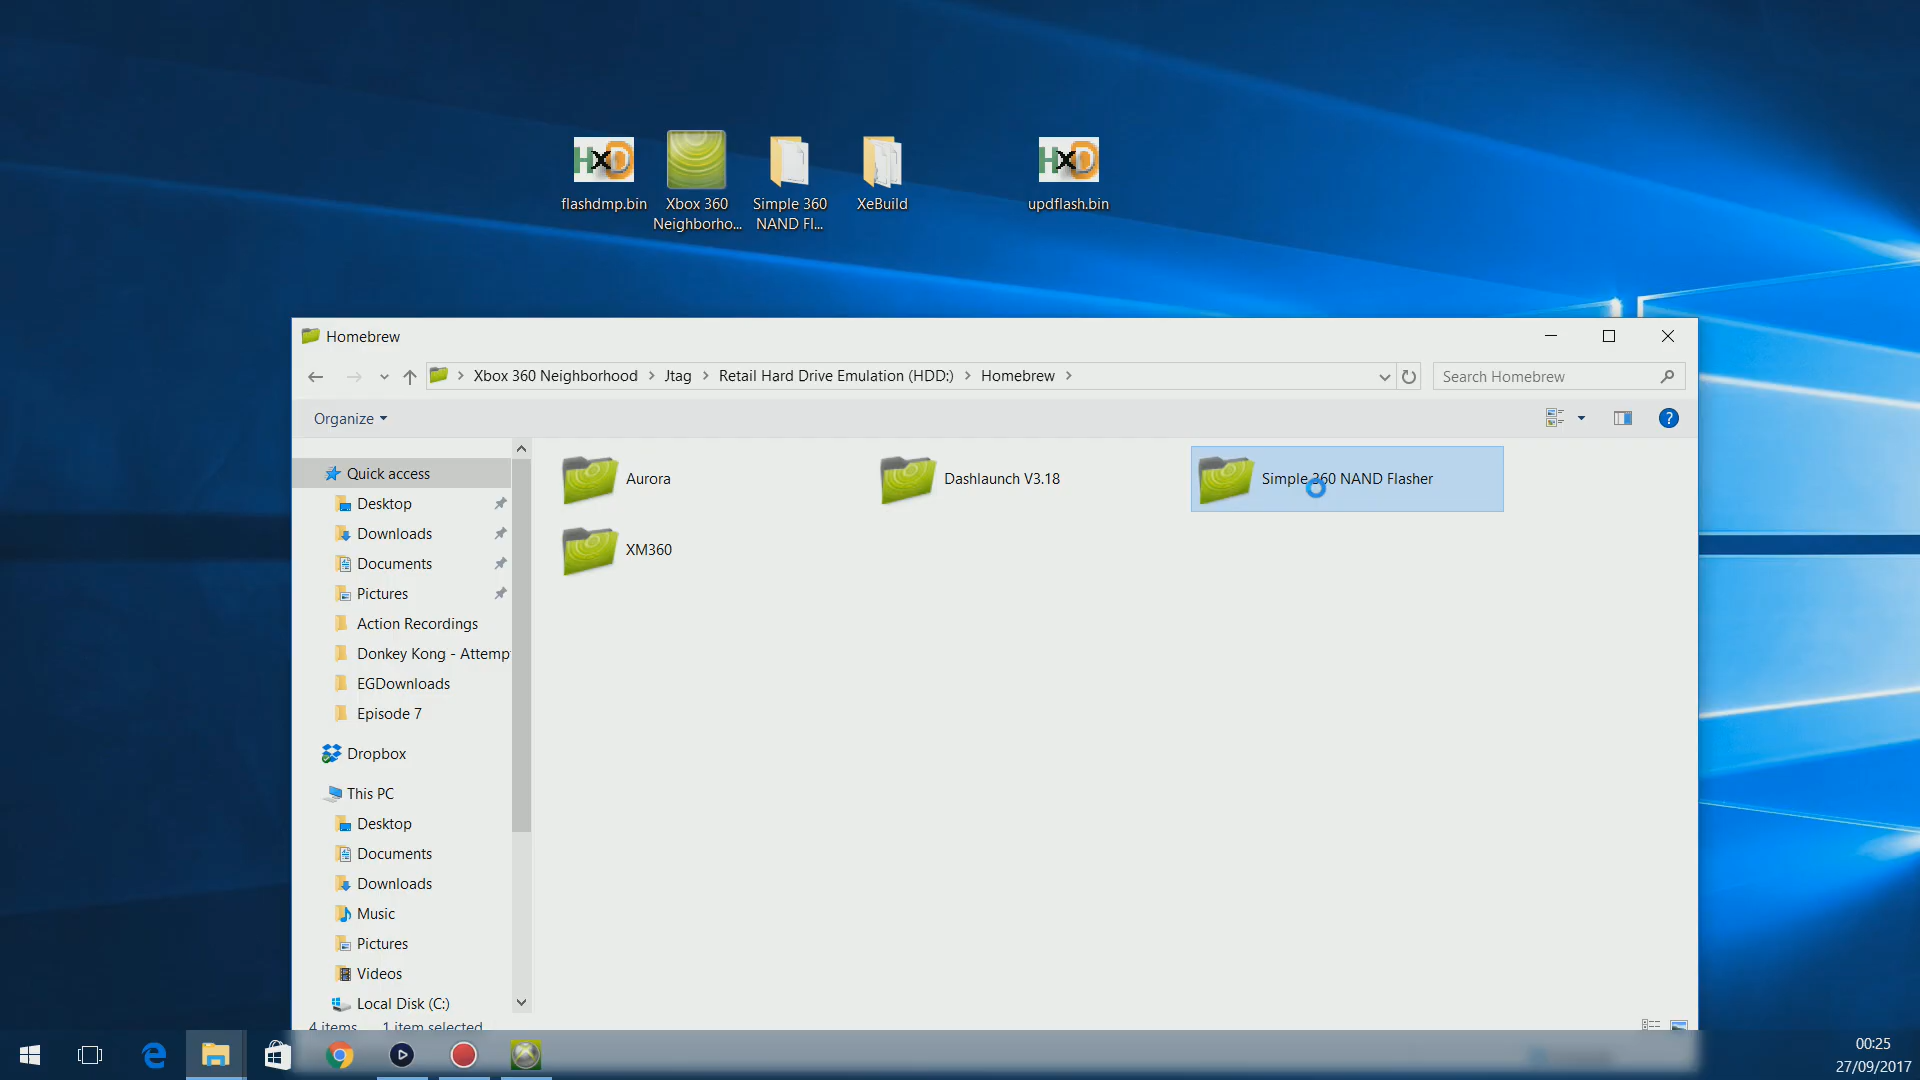 HxD
HxD
flashdmp.bin
Xbox 360
Neighborho...
Simple 360
NAND Fl...
XeBuild
updflash.bin
Homebrew
Xbox 360 Neighborhood
Jtag
Retail Hard Drive Emulation (HDD:)
Homebrew
Search Homebrew
Organize
?
Quick access
Desktop
Downloads
Documents
Pictures
Action Recordings
Donkey Kong - Attemp
EGDownloads
Episode 7
Dropbox
This PC
Desktop
Documents
Downloads
Music
Pictures
Videos
Local Disk (C:)
Aurora
Dashlaunch V3.18
Simple 360 NAND Flasher
XM360
4 items
1 item selected
00:25
27/09/2017